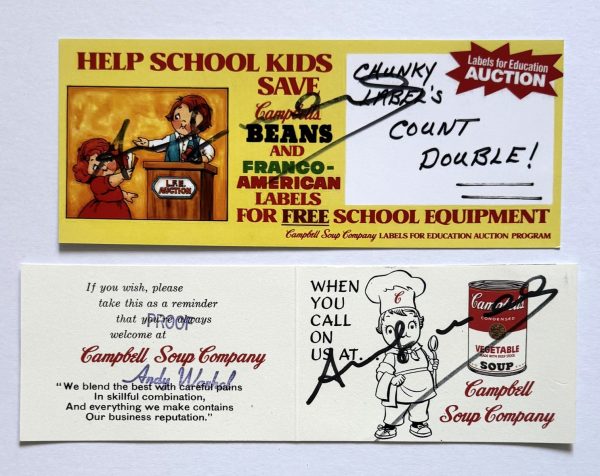 HELP SCHOOL KIDS
SAVE
Campbell's
BEANS
AND
FRANCO-
AMERICAN
LABELS
FOR FREE SCHOOL EQUIPMENT
Campbell Soup Company LABELS FOR EDUCATION AUCTION PROGRAM
L.F.E.
AUCTION
Labels for Education
AUCTION
CHUNKY
LABEL'S
COUNT
DOUBLE!
If you wish, please
take this as a reminder
that you're always
welcome at
PROOF
Campbell Soup Company
Andy Warhol
"We blend the best with careful pains
In skillful combination,
And everything we make contains
Our business reputation."
WHEN
YOU
CALL
ON
US AT.
C
Campbell's
CONDENSED
VEGETABLE
MADE WITH BEEF STOCK
SOUP
Campbell
Soup Company